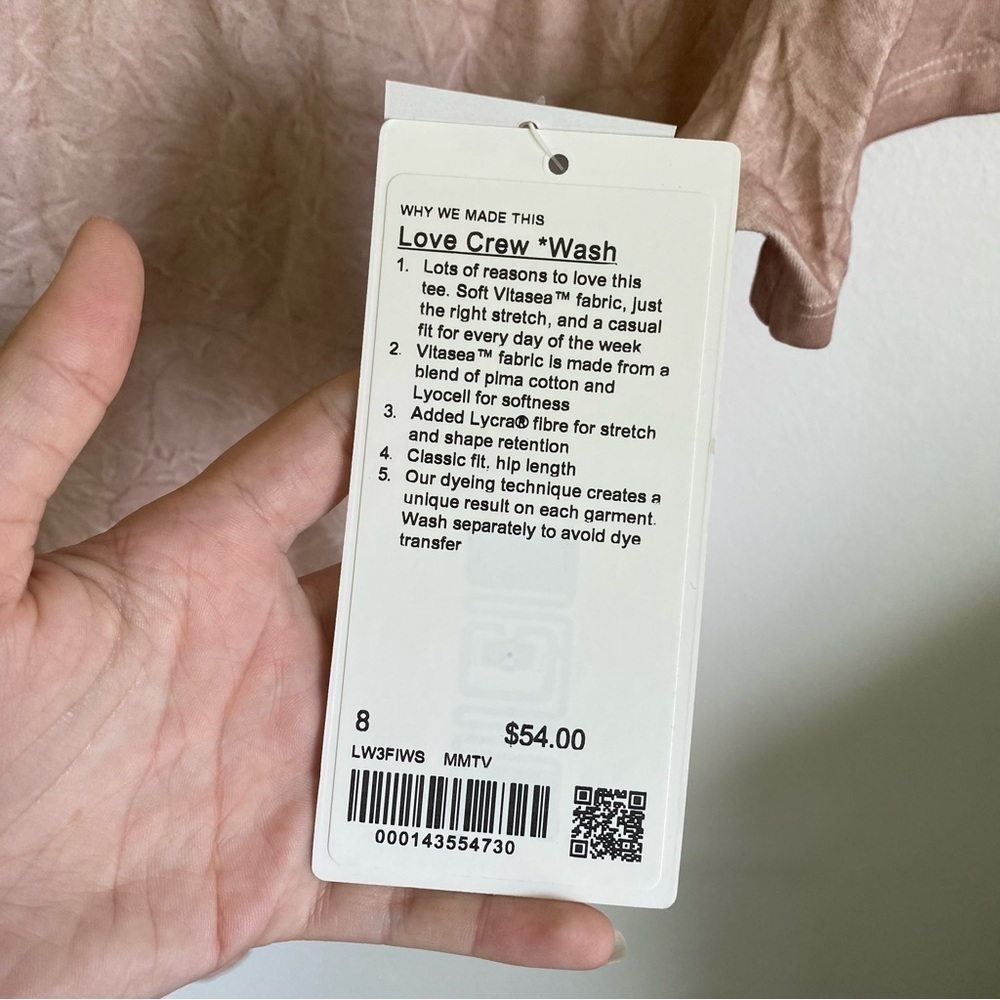 WHY WE MADE THIS
Love Crew *Wash
1. Lots of reasons to love this
tee. Soft Vitasea™ fabric, just
the right stretch, and a casual
fit for every day of the week
2. Vitasea™ fabric is made from a
blend of pima cotton and
Lyocell for softness
3. Added Lycra® fibre for stretch
and shape retention
4. Classic fit, hip length
5. Our dyeing technique creates a
unique result on each garment.
Wash separately to avoid dye
transfer
8 $54.00
LW3FIWS MMTV
000143554730